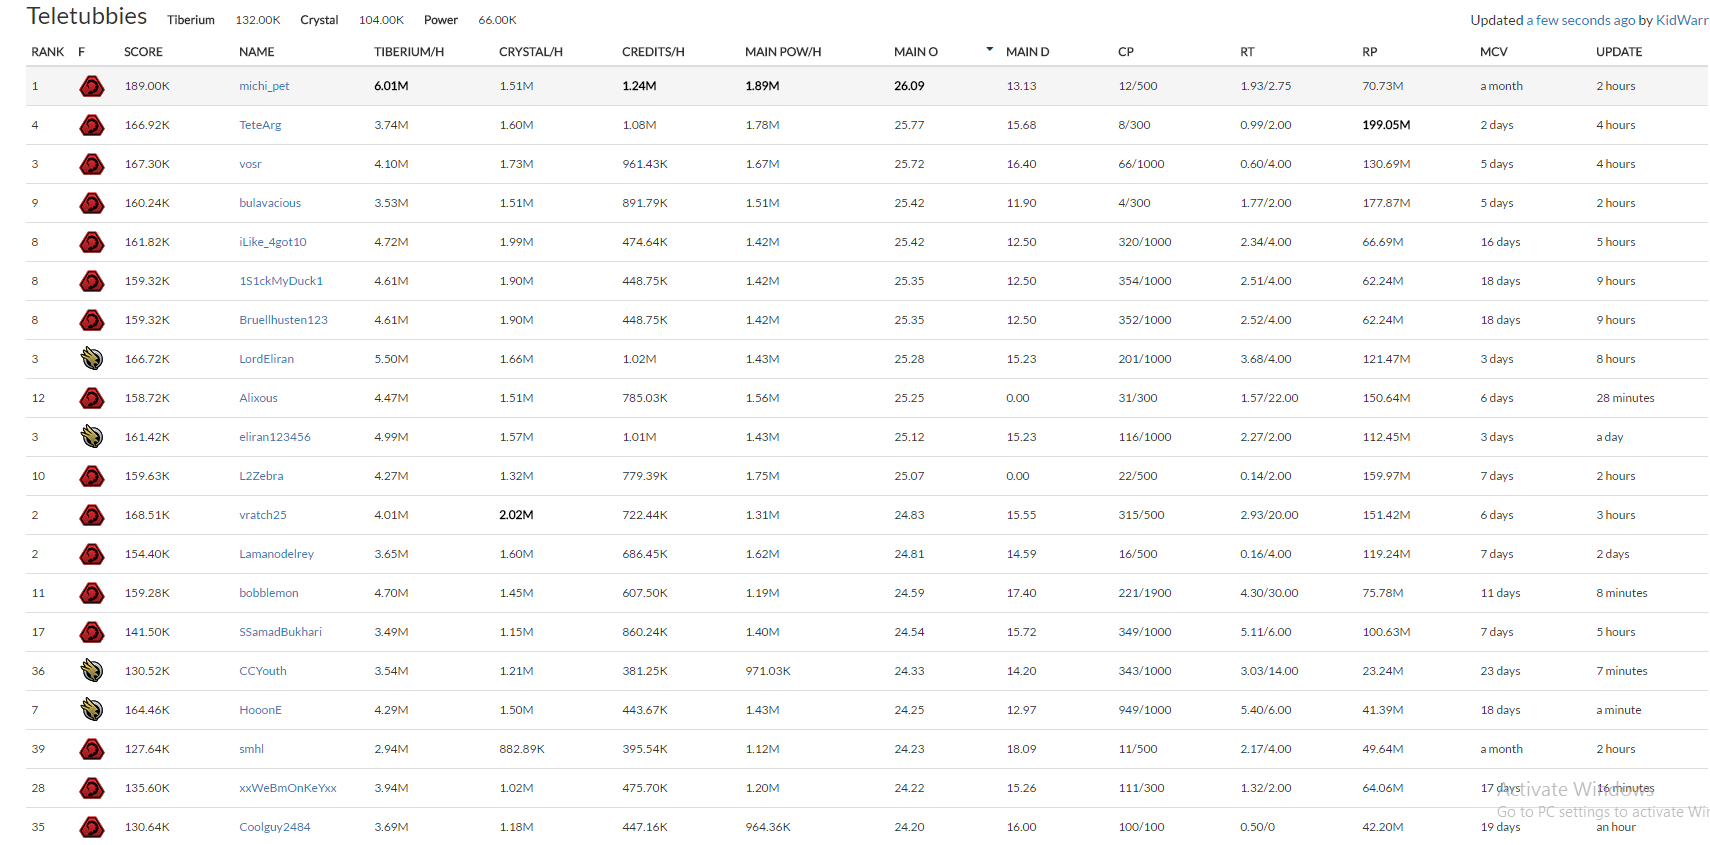 Teletubbies Tiberium 132.00K Crystal 104.00K Power 66.00K Updated a few seconds ago by KidWarr
RANK F SCORE NAME TIBERIUM/H CRYSTAL/H CREDITS/H MAIN POW/H MAIN O MAIN D CP RT RP MCV UPDATE
1 189.00K michi_pet 6.01M 1.51M 1.24M 1.89M 26.09 13.13 12/500 1.93/2.75 70.73M a month 2 hours
4 166.92K TeteArg 3.74M 1.60M 1.08M 1.78M 25.77 15.68 8/300 0.99/2.00 199.05M 2 days 4 hours
3 167.30K vosr 4.10M 1.73M 961.43K 1.67M 25.72 16.40 66/1000 0.60/4.00 130.69M 5 days 4 hours
9 160.24K bulavacious 3.53M 1.51M 891.79K 1.51M 25.42 11.90 4/300 1.77/2.00 177.87M 5 days 2 hours
8 161.82K iLike_4got10 4.72M 1.99M 474.64K 1.42M 25.42 12.50 320/1000 2.34/4.00 66.69M 16 days 5 hours
8 159.32K 1S1ckMyDuck1 4.61M 1.90M 448.75K 1.42M 25.35 12.50 354/1000 2.51/4.00 62.24M 18 days 9 hours
8 159.32K Bruellhusten123 4.61M 1.90M 448.75K 1.42M 25.35 12.50 352/1000 2.52/4.00 62.24M 18 days 9 hours
3 166.72K LordEliran 5.50M 1.66M 1.02M 1.43M 25.28 15.23 201/1000 3.68/4.00 121.47M 3 days 8 hours
12 158.72K Alixous 4.47M 1.51M 785.03K 1.56M 25.25 0.00 31/300 1.57/22.00 150.64M 6 days 28 minutes
3 161.42K eliran123456 4.99M 1.57M 1.01M 1.43M 25.12 15.23 116/1000 2.27/2.00 112.45M 3 days a day
10 159.63K L2Zebra 4.27M 1.32M 779.39K 1.75M 25.07 0.00 22/500 0.14/2.00 159.97M 7 days 2 hours
2 168.51K vratch25 4.01M 2.02M 722.44K 1.31M 24.83 15.55 315/500 2.93/20.00 151.42M 6 days 3 hours
2 154.40K Lamanodelrey 3.65M 1.60M 686.45K 1.62M 24.81 14.59 16/500 0.16/4.00 119.24M 7 days 2 days
11 159.28K bobblemon 4.70M 1.45M 607.50K 1.19M 24.59 17.40 221/1900 4.30/30.00 75.78M 11 days 8 minutes
17 141.50K SSamadBukhari 3.49M 1.15M 860.24K 1.40M 24.54 15.72 349/1000 5.11/6.00 100.63M 7 days 5 hours
36 130.52K CCYouth 3.54M 1.21M 381.25K 971.03K 24.33 14.20 343/1000 3.03/14.00 23.24M 23 days 7 minutes
7 164.46K HooonE 4.29M 1.50M 443.67K 1.43M 24.25 12.97 949/1000 5.40/6.00 41.39M 18 days a minute
39 127.64K smhl 2.94M 882.89K 395.54K 1.12M 24.23 18.09 11/500 2.17/4.00 49.64M a month 2 hours
28 135.60K xxWeBmOnKeYxx 3.94M 1.02M 475.70K 1.20M 24.22 15.26 111/300 1.32/2.00 64.06M 17 days 16 minutes
Activate Windows
Go to PC settings to activate Wi
35 130.64K Coolguy2484 3.69M 1.18M 447.16K 964.36K 24.20 16.00 100/100 0.50/0 42.20M 19 days an hour